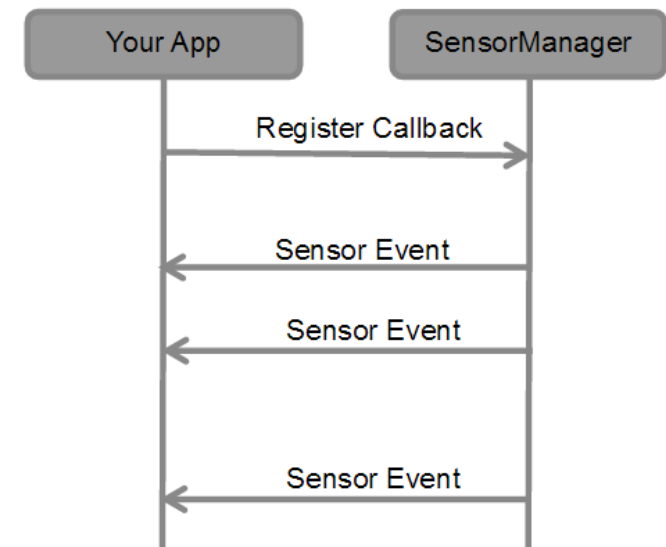 Your App
SensorManager
Register Callback
Sensor Event
Sensor Event
Sensor Event